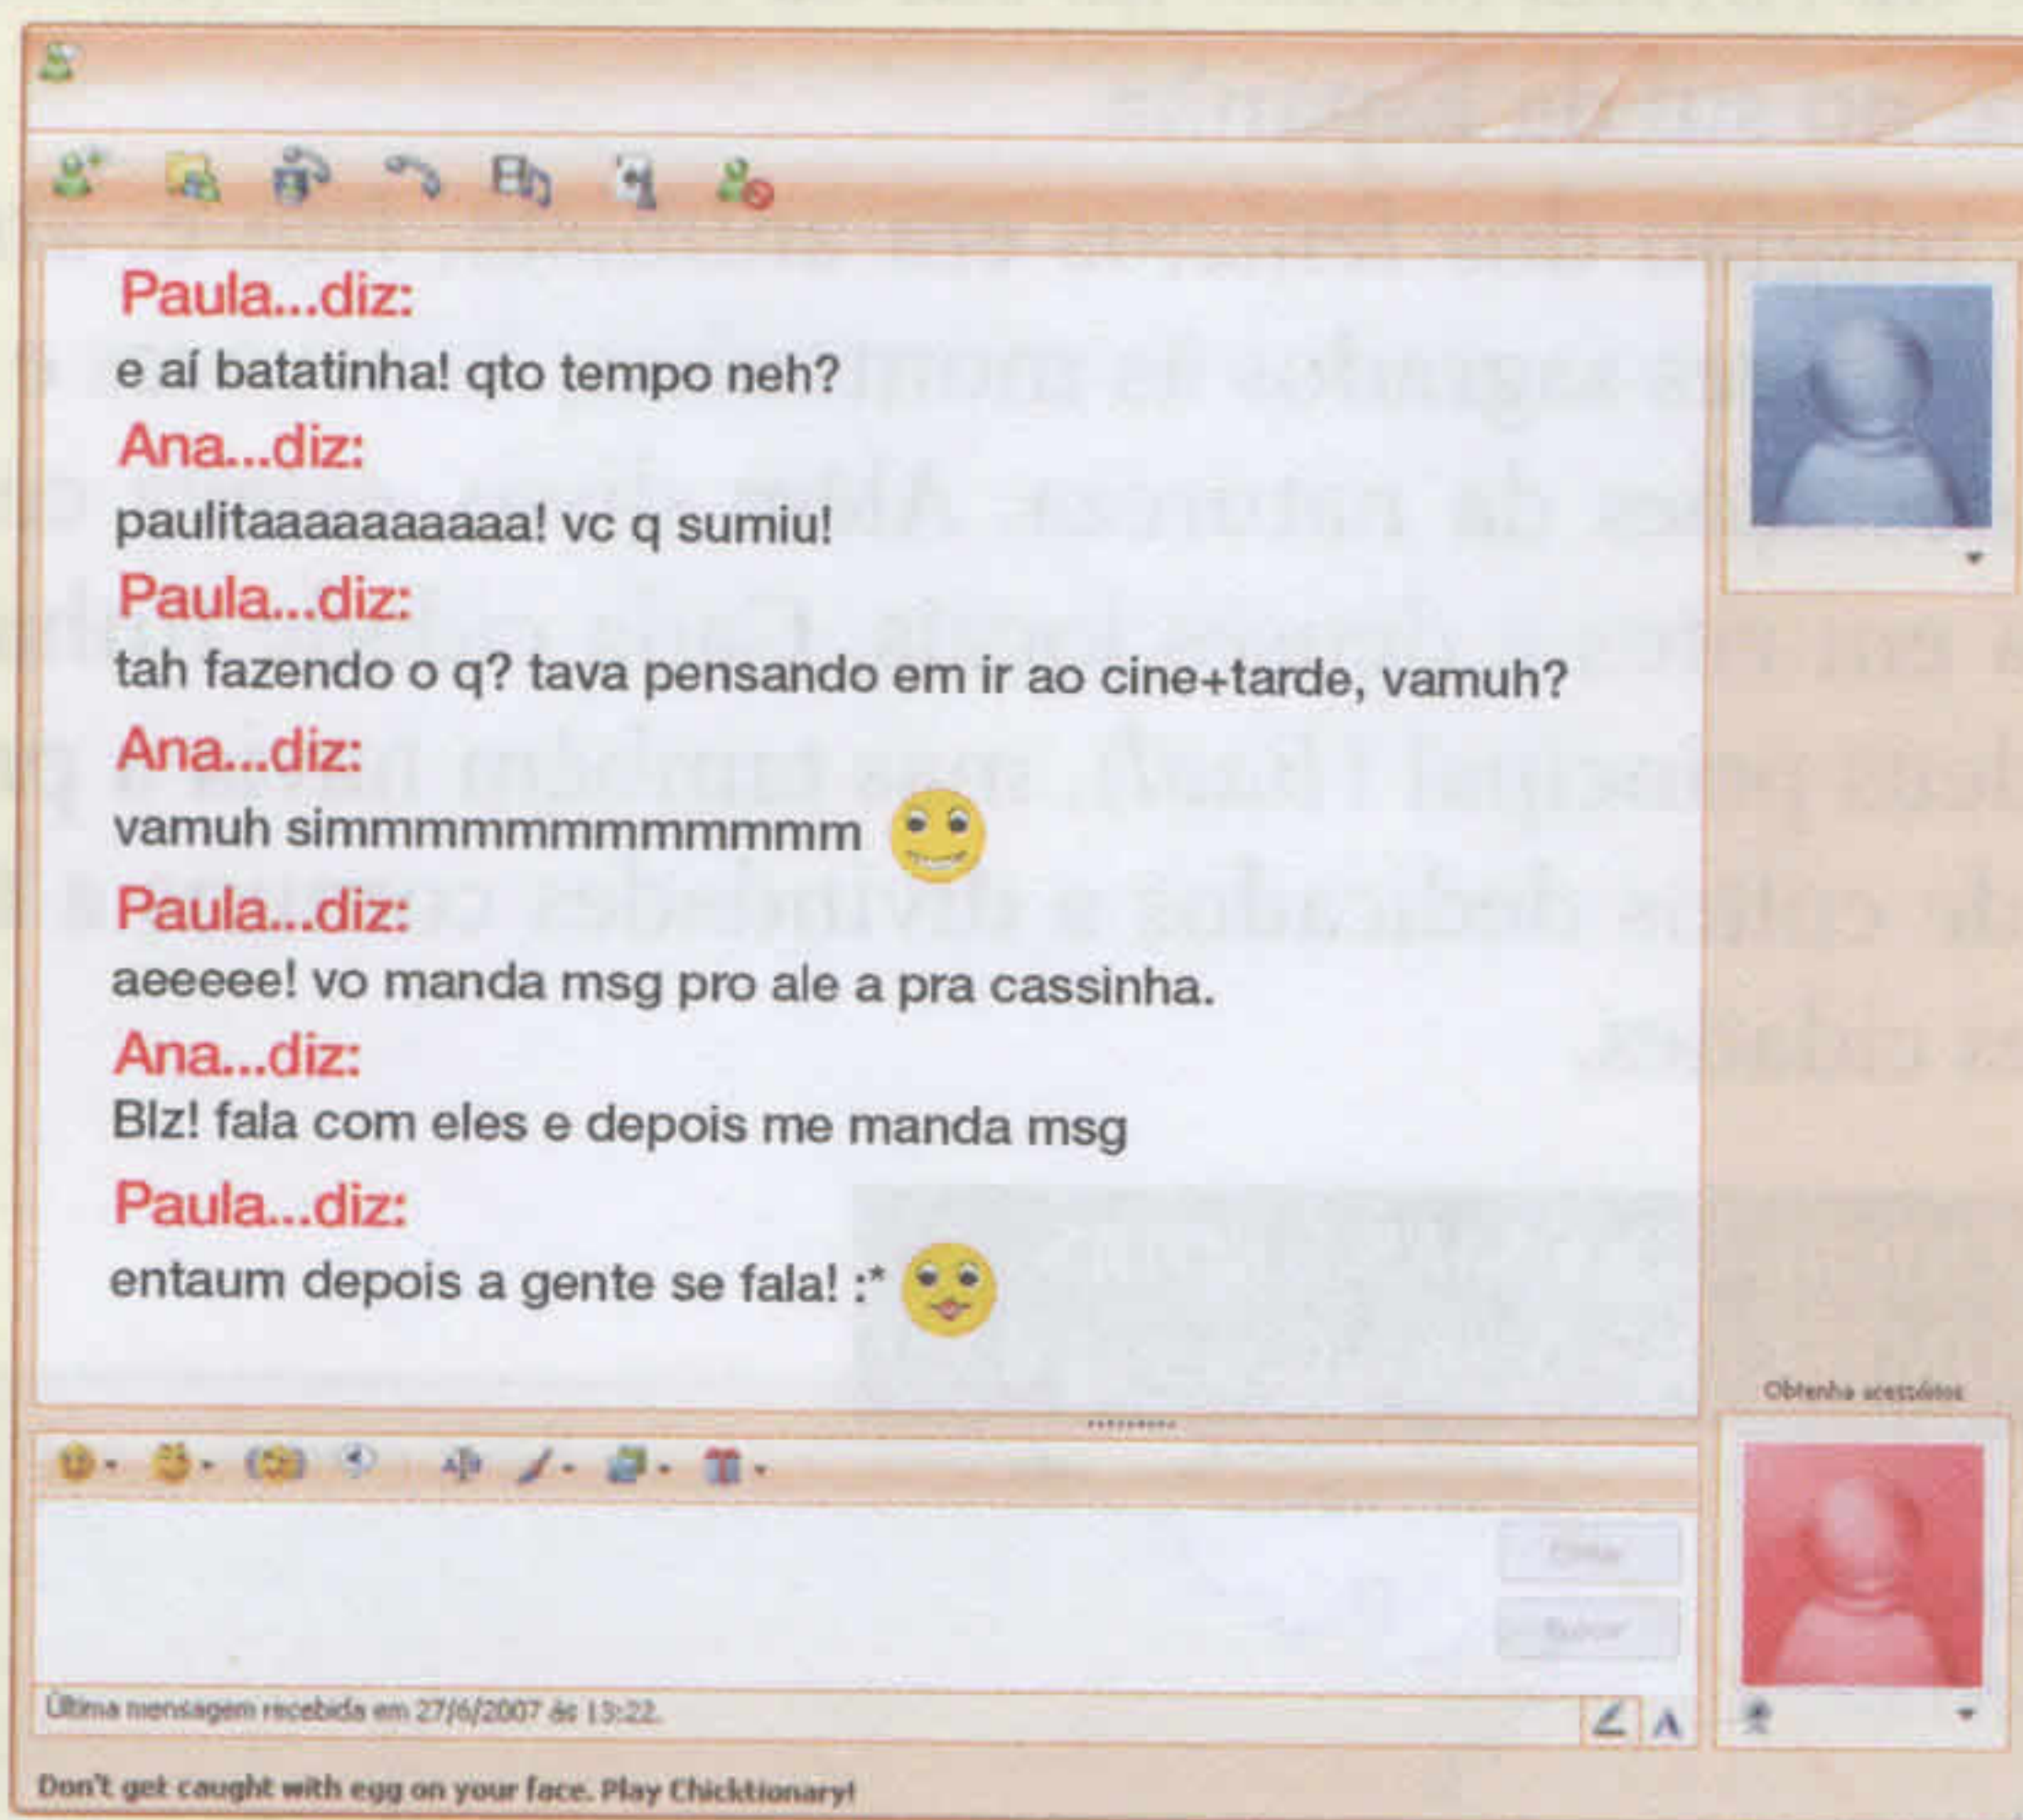 Paula...diz:
e aí batatinha! qto tempo neh?
Ana...diz:
paulitaaaaaaaaaaa! vc q sumiu!
Paula...diz:
tah fazendo o q? tava pensando em ir ao cine+tarde, vamuh?
Ana...diz:
vamuh simmmmmmmmmmmmm
Paula...diz:
aeeeee! vo manda msg pro ale a pra cassinha.
Ana...diz:
Blz! fala com eles e depois me manda msg
Paula...diz:
entaum depois a gente se fala! :*
Obtenha acessórios
Última mensagem recebida em 27/6/2007 às 13:22.
A
Don't get caught with egg on your face. Play Chicktionary!